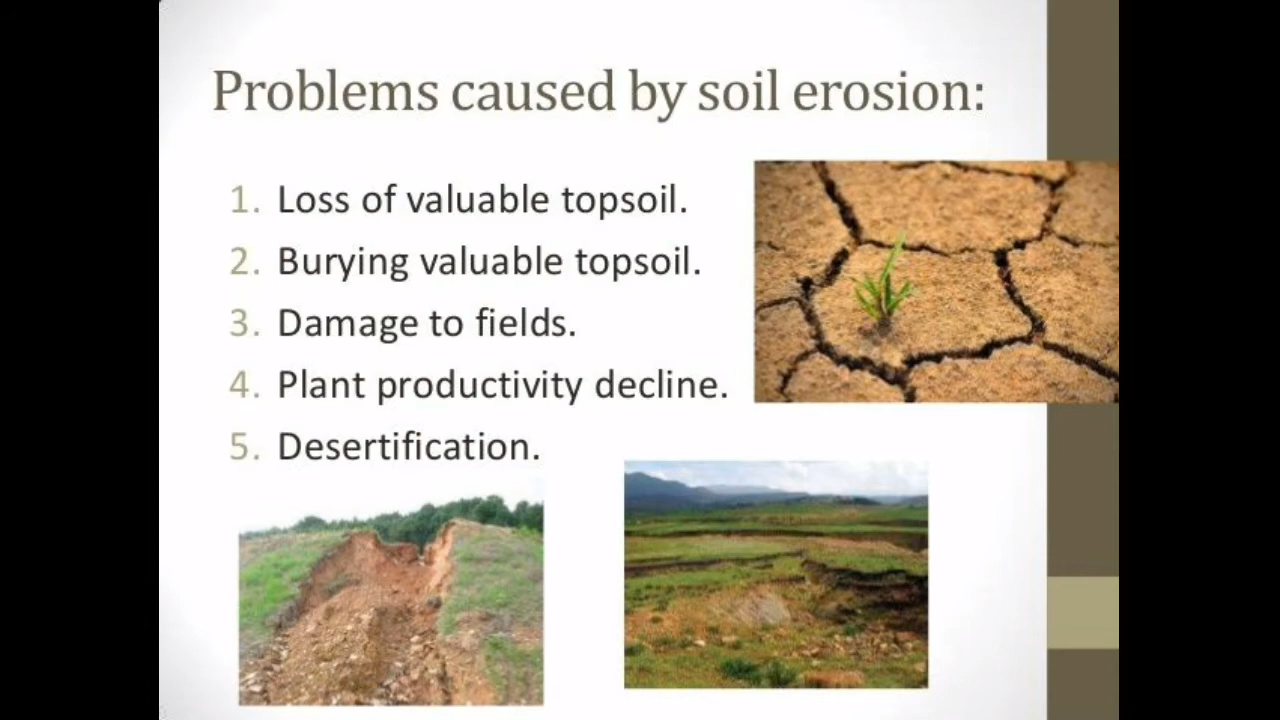 Problems caused by soil erosion:
1. Loss of valuable topsoil.
2. Burying valuable topsoil.
3. Damage to fields.
4. Plant productivity decline.
5. Desertification.